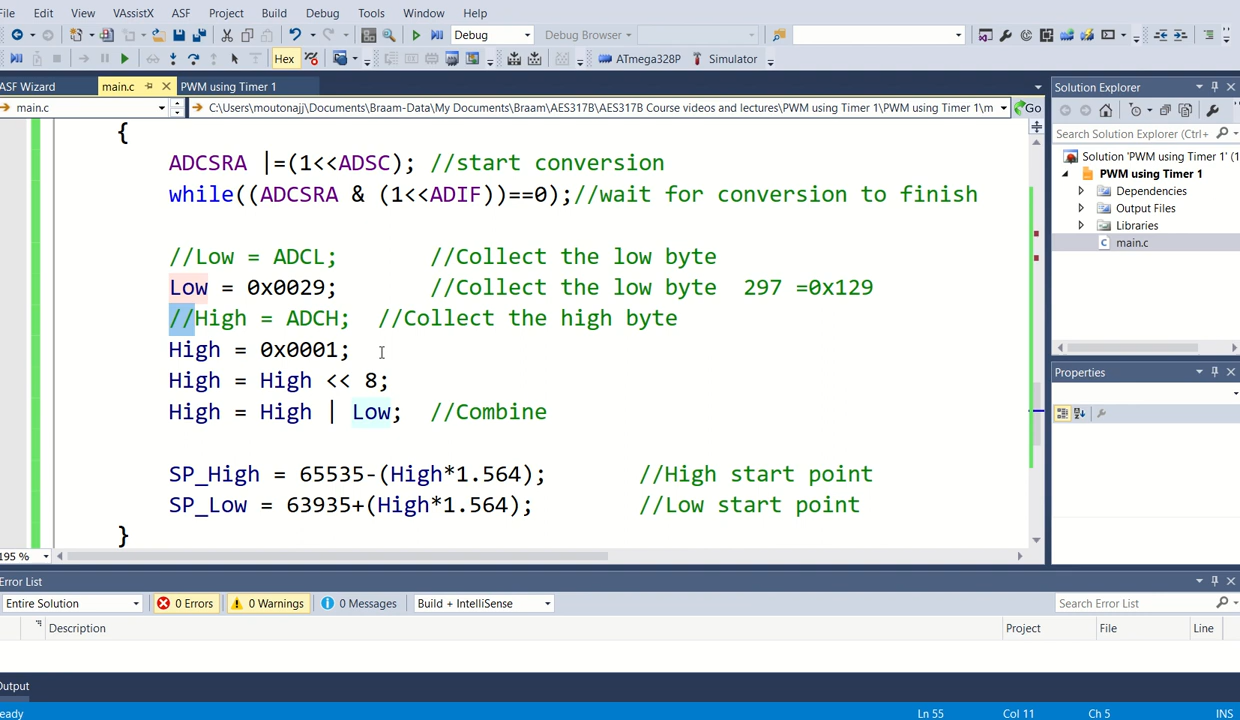 File Edit View VAssistX ASF Project Build Debug Tools Window Help
Debug Debug Browser
Hex ATmega328P Simulator
ASF Wizard main.c PWM using Timer 1
main.c C:\Users\moutonajj\Documents\Braam-Data\My Documents\Braam\AES317B\AES317B Course videos and lectures\PWM using Timer 1\PWM using Timer 1\m Go
{
ADCSRA |=(1<<ADSC); //start conversion
while((ADCSRA & (1<<ADIF))==0);//wait for conversion to finish
//Low = ADCL; //Collect the low byte
Low = 0x0029; //Collect the low byte 297 =0x129
//High = ADCH; //Collect the high byte
High = 0x0001;
High = High << 8;
High = High | Low; //Combine
SP_High = 65535-(High*1.564); //High start point
SP_Low = 63935+(High*1.564); //Low start point
}
195 %
Solution Explorer
Search Solution Explorer (Ctrl+
Solution 'PWM using Timer 1' (1
PWM using Timer 1
Dependencies
Output Files
Libraries
main.c
Properties
Error List
Entire Solution 0 Errors 0 Warnings 0 Messages Build + IntelliSense Search Error List
Description Project File Line
Output
Ready Ln 55 Col 11 Ch 5 INS